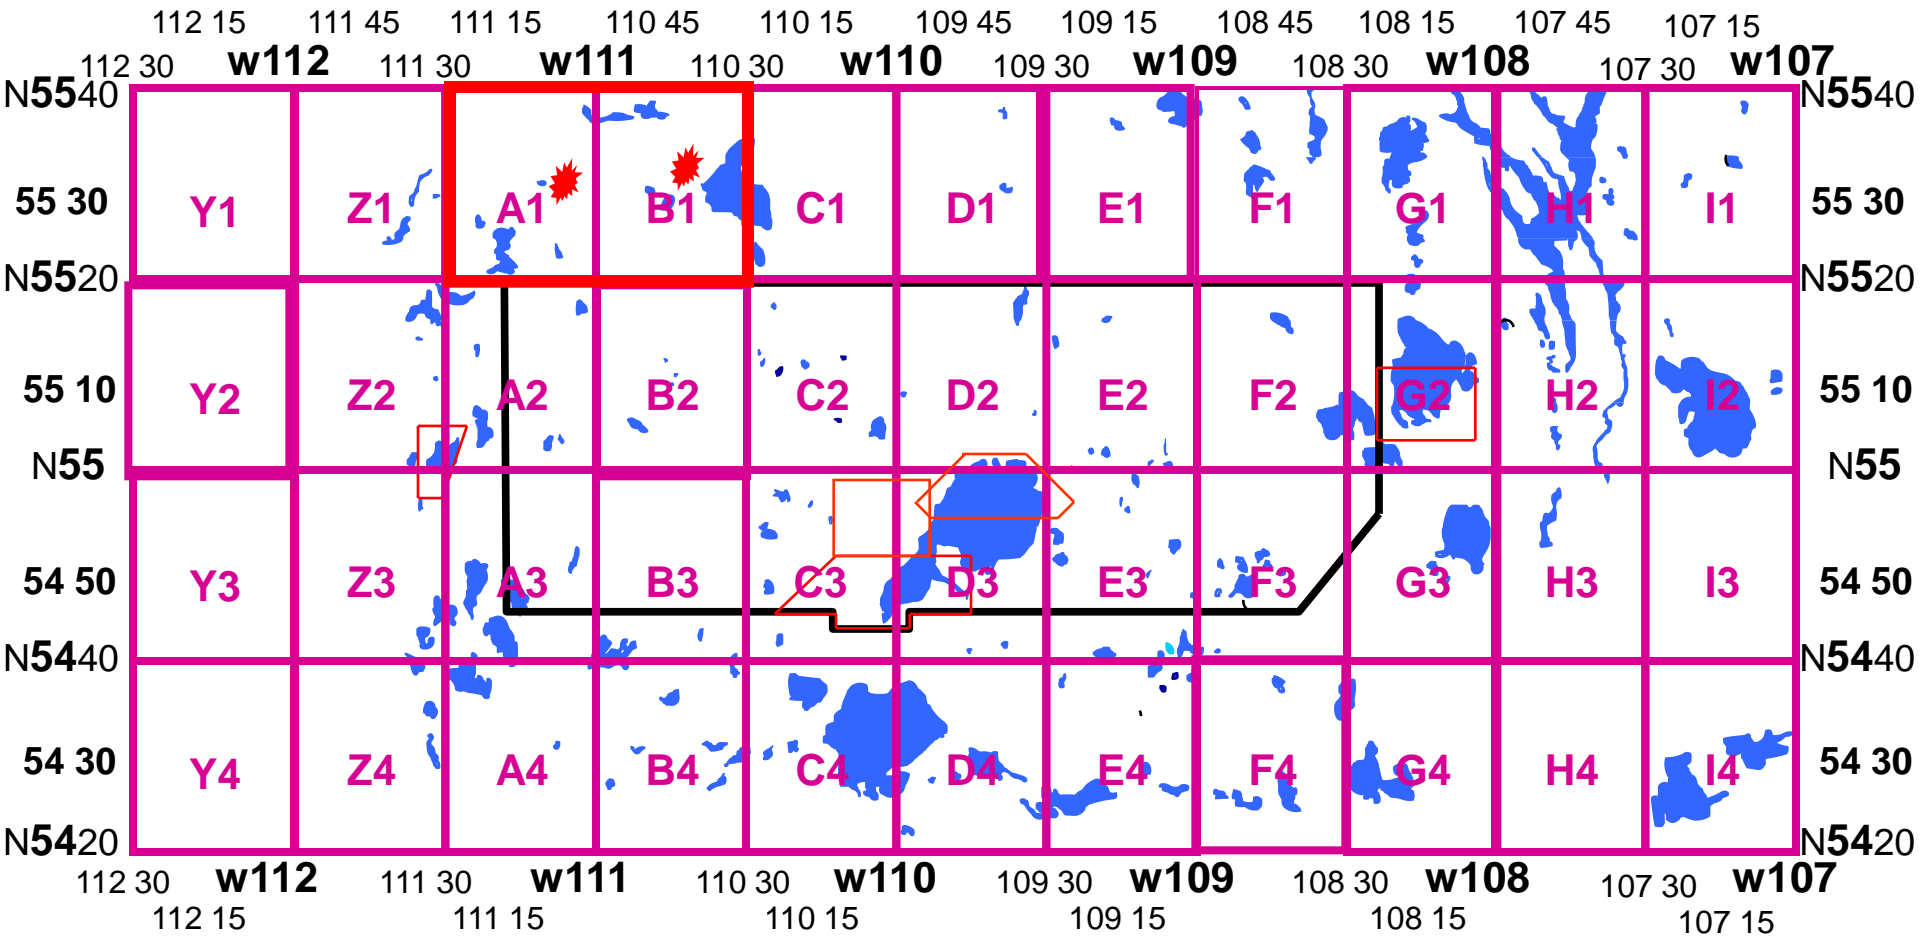 112 15 111 45 111 15 110 45 110 15 109 45 109 15 108 45 108 15 107 45 107 15
112 30 w112 111 30 w111 110 30 w110 109 30 w109 108 30 w108 107 30 w107
N5540 N5540
55 30 Y1 Z1 A1 B1 C1 D1 E1 F1 G1 H1 I1 55 30
N5520 N5520
55 10 Y2 Z2 A2 B2 C2 D2 E2 F2 G2 H2 I2 55 10
N55 N55
54 50 Y3 Z3 A3 B3 C3 D3 E3 F3 G3 H3 I3 54 50
N5440 N5440
54 30 Y4 Z4 A4 B4 C4 D4 E4 F4 G4 H4 I4 54 30
N5420 N5420
112 30 w112 111 30 w111 110 30 w110 109 30 w109 108 30 w108 107 30 w107
112 15 111 15 110 15 109 15 108 15 107 15